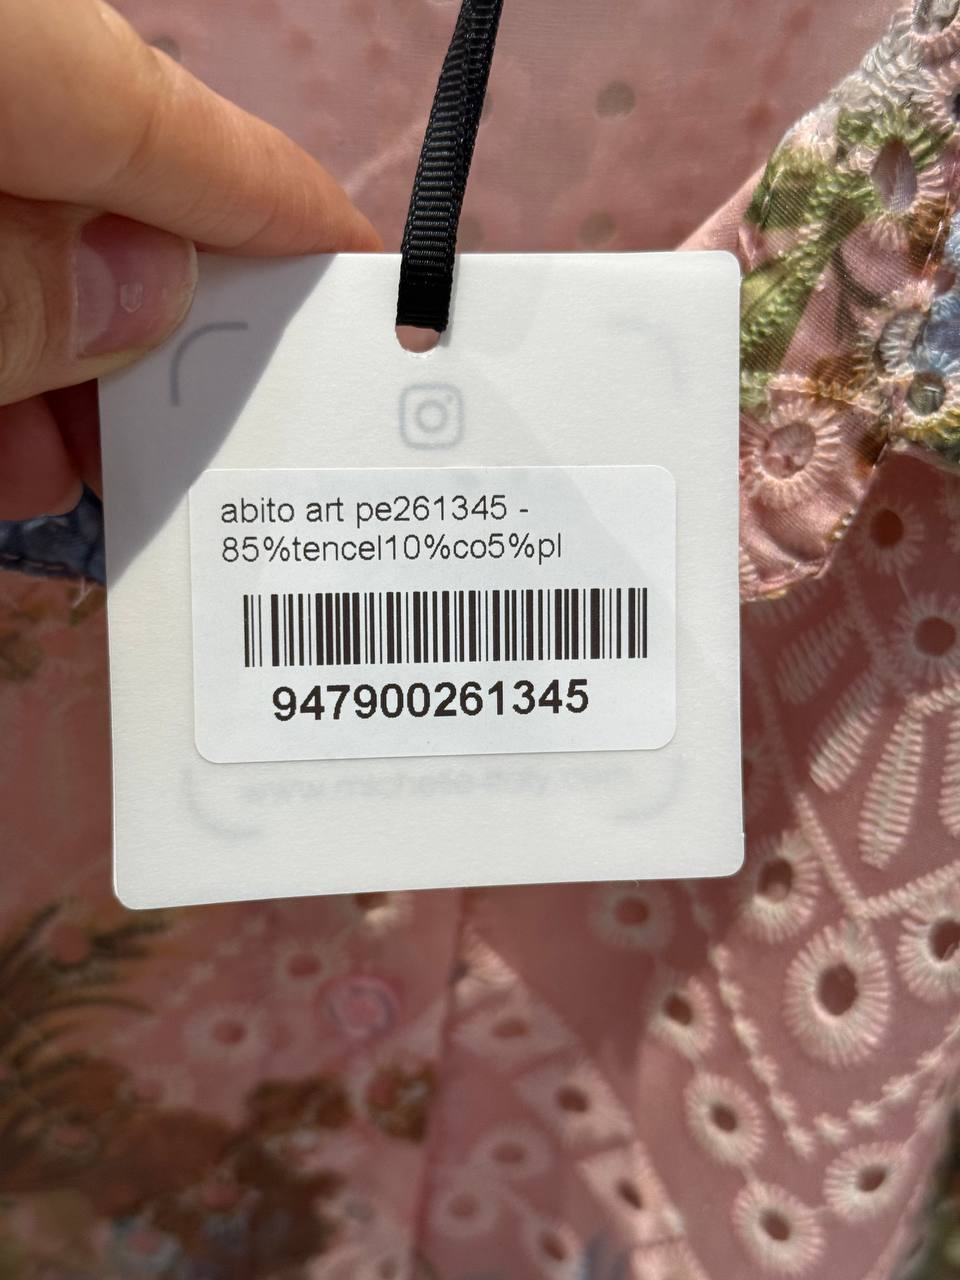 abito art pe261345 -
85%tencel10%co5%pl
947900261345